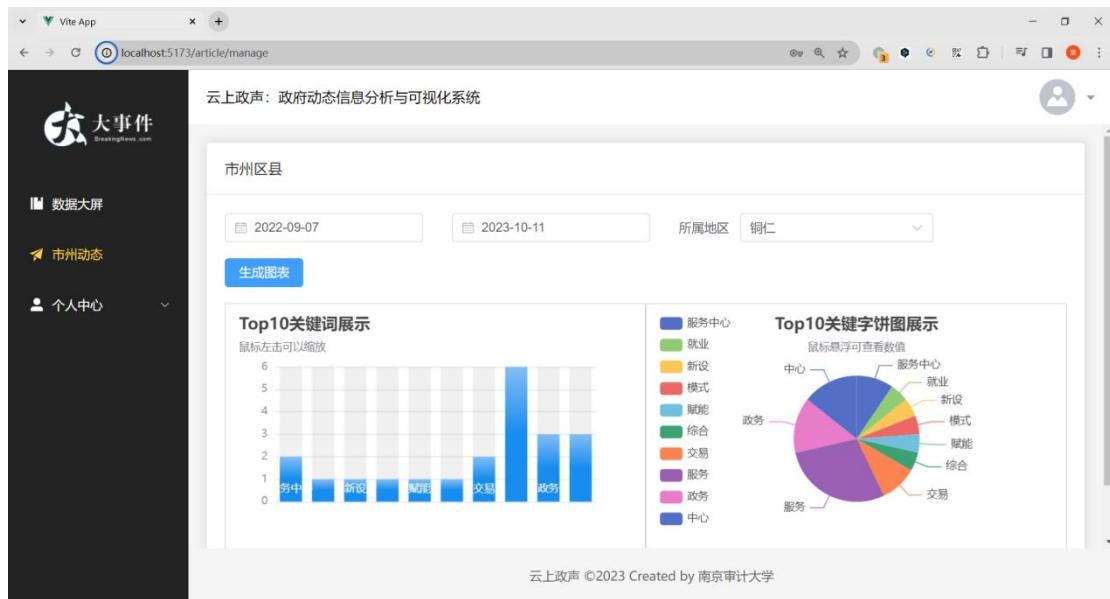 Vite App
localhost:5173/article/manage
大事件
BreakingNews.com
数据大屏
市州动态
个人中心
云上政声：政府动态信息分析与可视化系统
市州区县
2022-09-07
2023-10-11
所属地区
铜仁
生成图表
Top10关键词展示
鼠标左击可以缩放
6
5
4
3
2
1
0
务中
新设
赋能
交易
政务
服务中心
就业
新设
模式
赋能
综合
交易
服务
政务
中心
Top10关键字饼图展示
鼠标悬浮可查看数值
中心
服务中心
就业
新设
模式
赋能
综合
交易
服务
政务
云上政声 ©2023 Created by 南京审计大学